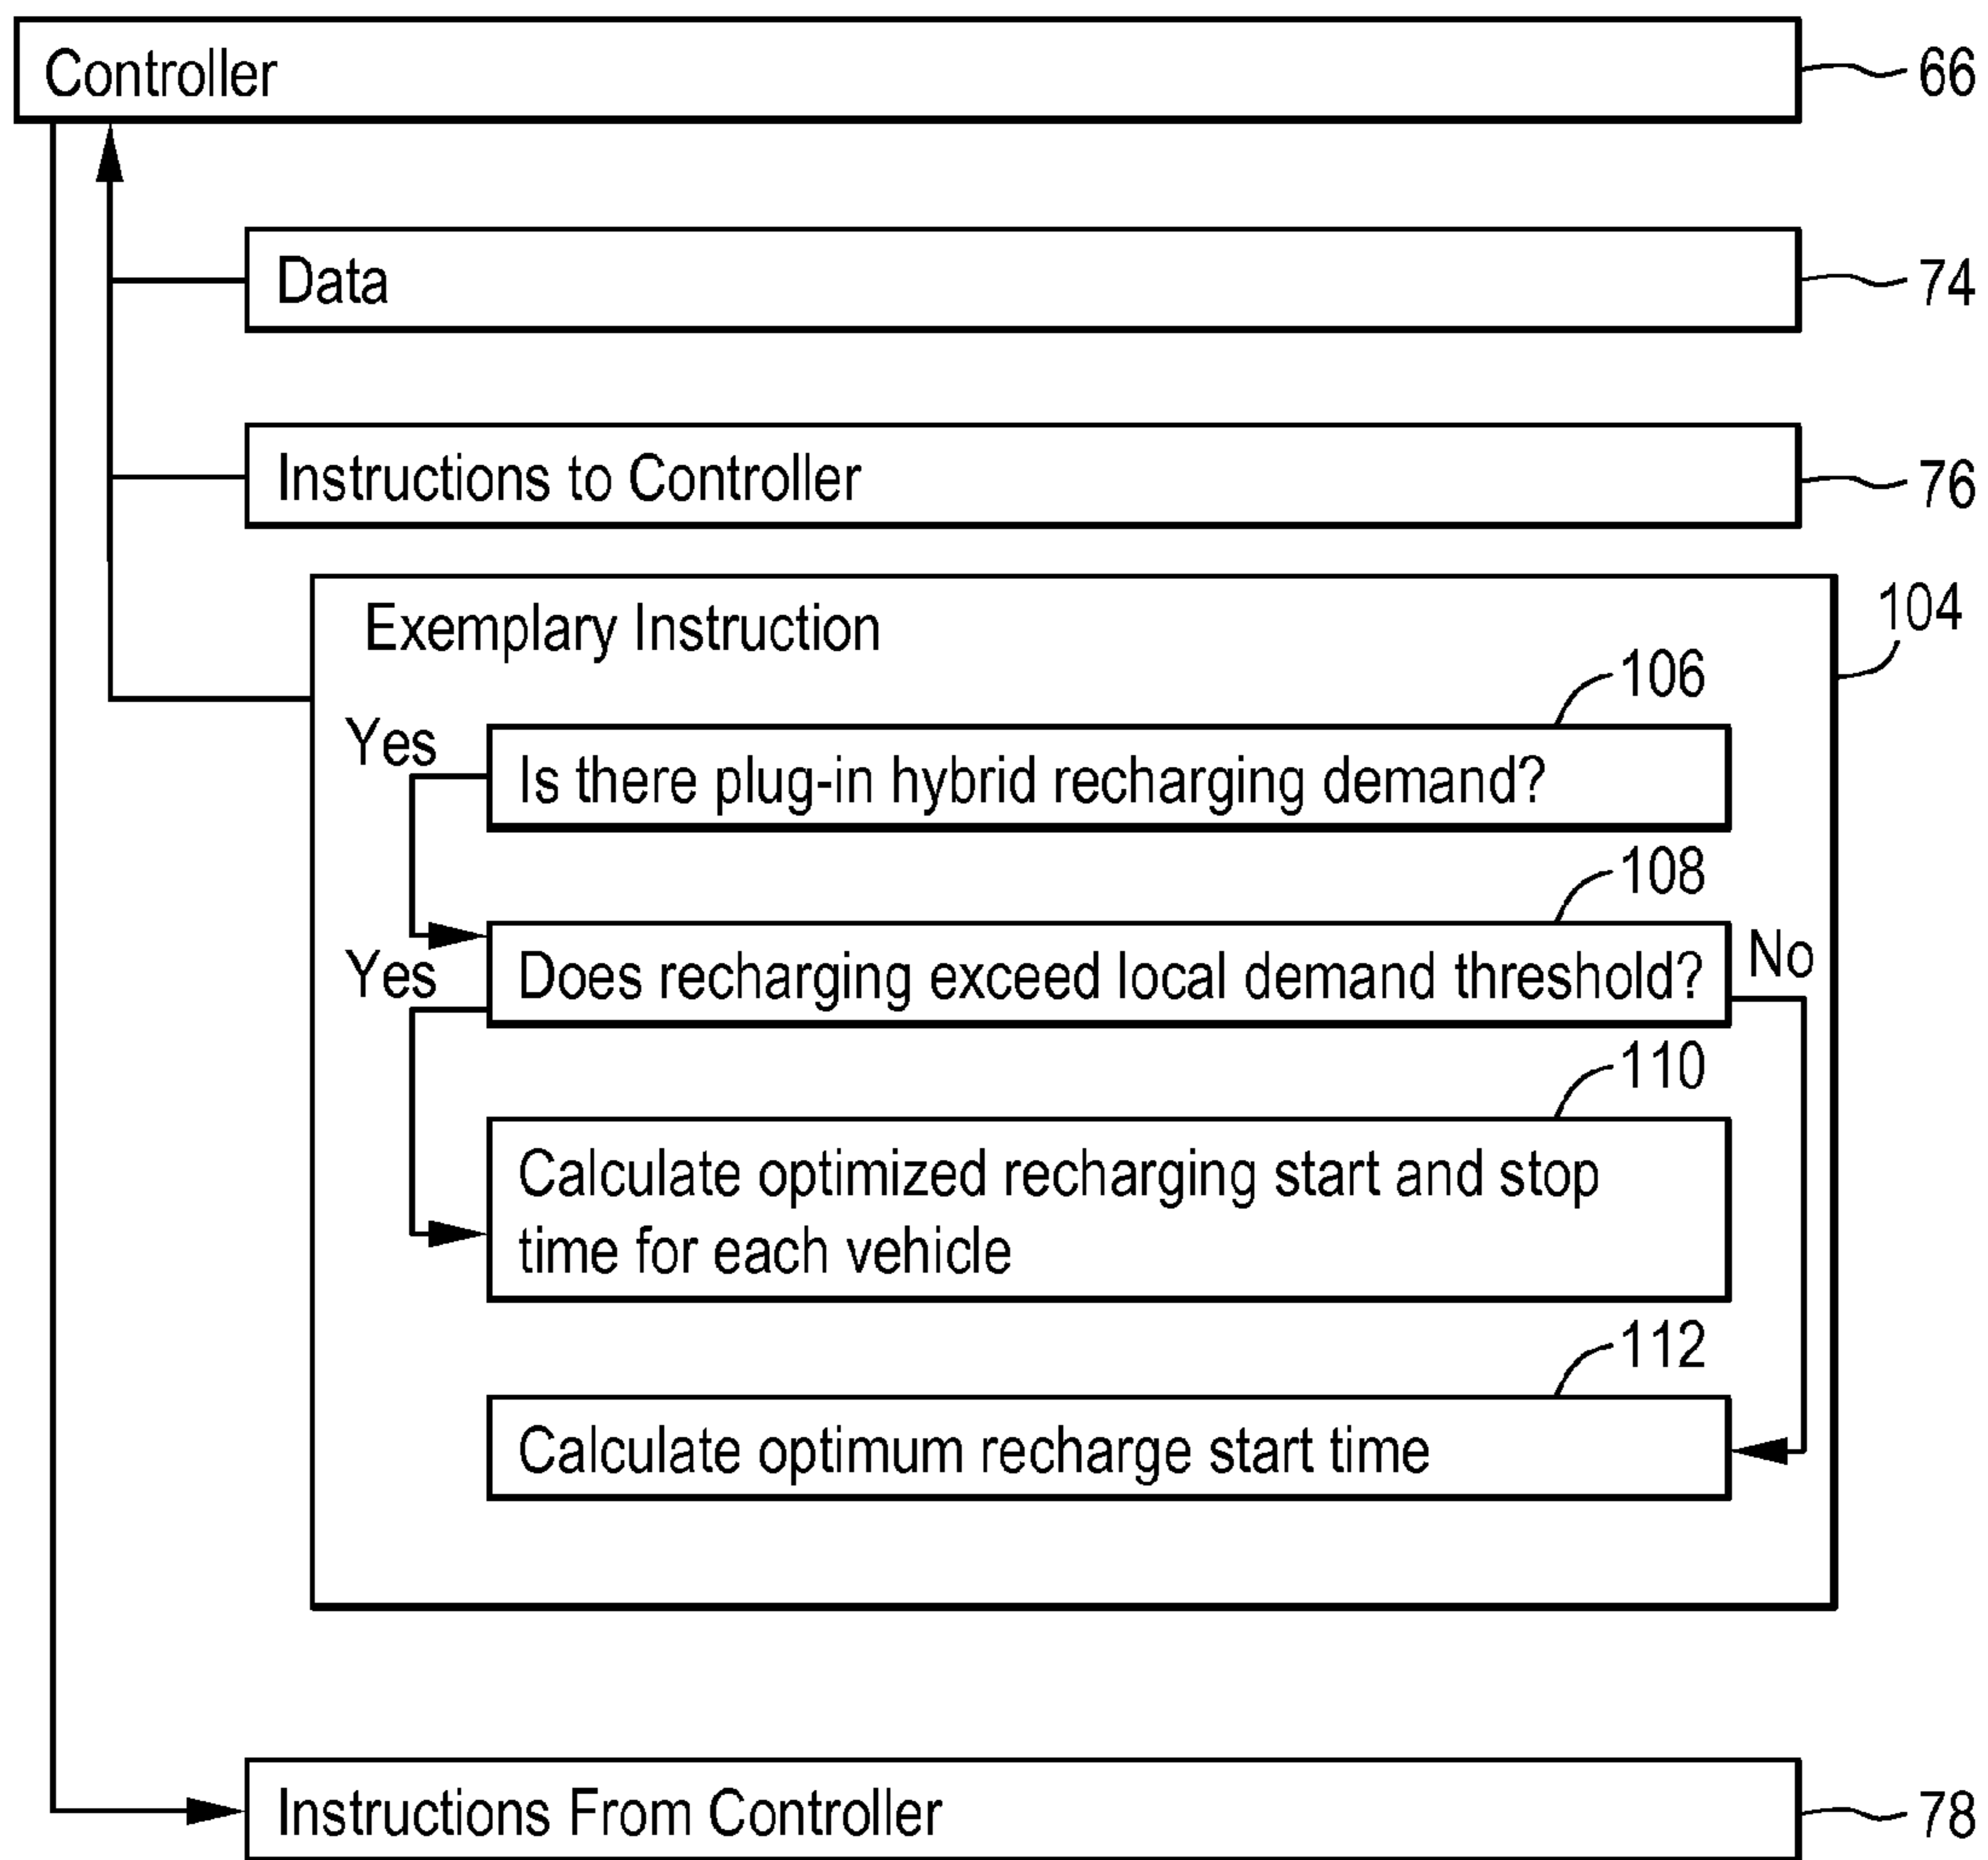 Controller
66
Data
74
Instructions to Controller
76
Exemplary Instruction
104
106
Yes
Is there plug-in hybrid recharging demand?
108
Yes
Does recharging exceed local demand threshold?
No
110
Calculate optimized recharging start and stop
time for each vehicle
112
Calculate optimum recharge start time
Instructions From Controller
78